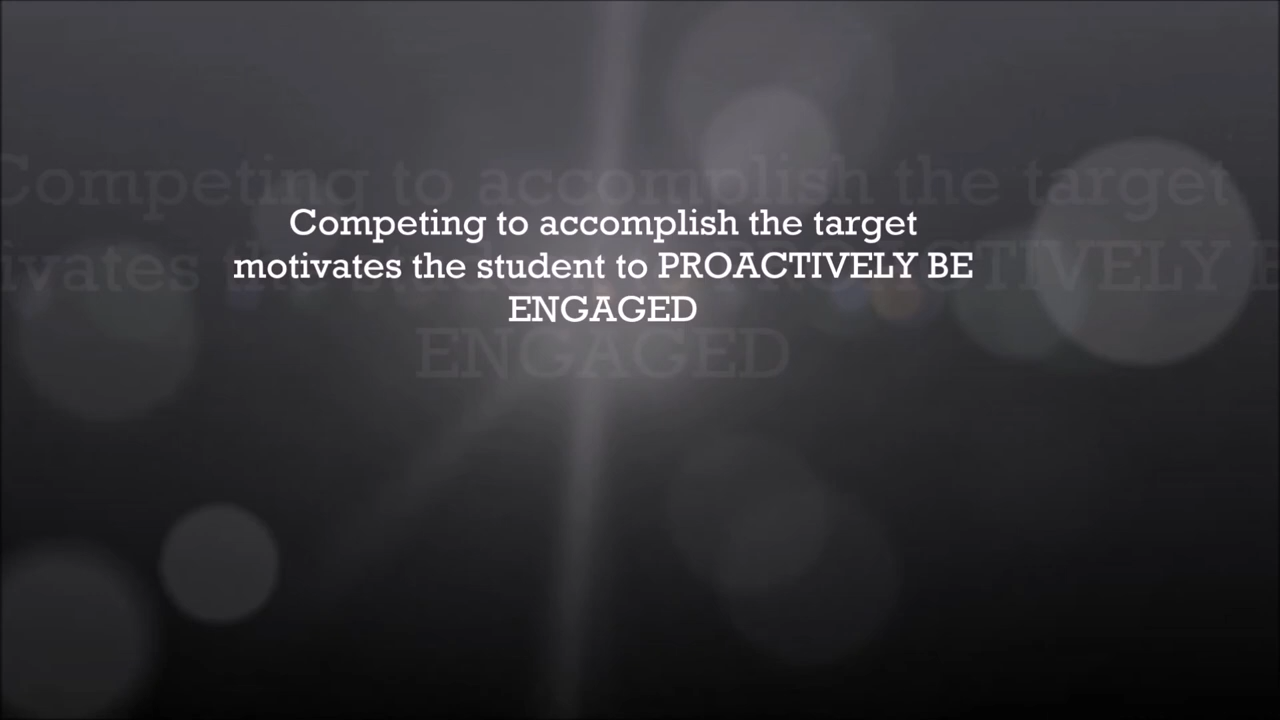 Competing to accomplish the target
motivates the student to PROACTIVELY BE
ENGAGED